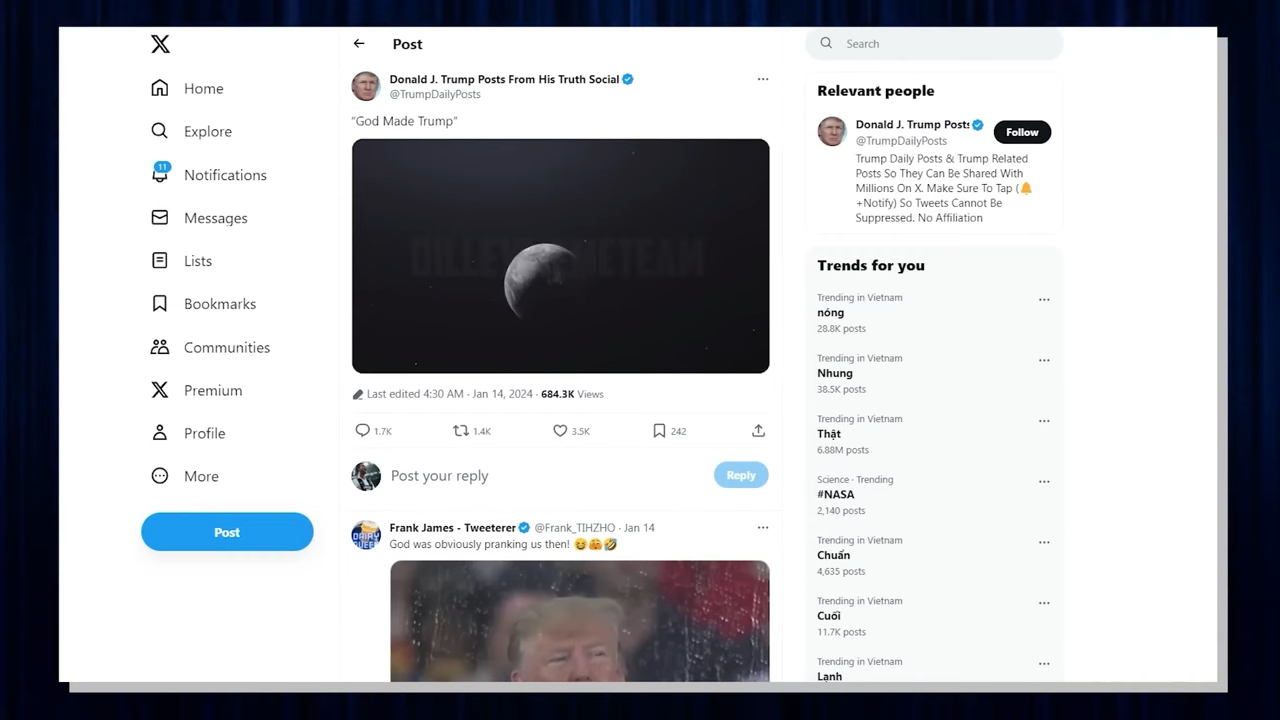 Home
Explore
11
Notifications
Messages
Lists
Bookmarks
Communities
Premium
Profile
More
Post
Post
Donald J. Trump Posts From His Truth Social
@TrumpDailyPosts
“God Made Trump”
Last edited 4:30 AM · Jan 14, 2024 · 684.3K Views
1.7K 1.4K 3.5K 242
Post your reply
Reply
Frank James - Tweeterer @Frank_TIHZHO · Jan 14
God was obviously pranking us then! 😆🤗🤣
Search
Relevant people
Donald J. Trump Posts
@TrumpDailyPosts
Follow
Trump Daily Posts & Trump Related
Posts So They Can Be Shared With
Millions On X. Make Sure To Tap (🔔
+Notify) So Tweets Cannot Be
Suppressed. No Affiliation
Trends for you
Trending in Vietnam
nóng
28.8K posts
Trending in Vietnam
Nhung
38.5K posts
Trending in Vietnam
Thật
6.88M posts
Science · Trending
#NASA
2,140 posts
Trending in Vietnam
Chuẩn
4,635 posts
Trending in Vietnam
Cuối
11.7K posts
Trending in Vietnam
Lạnh